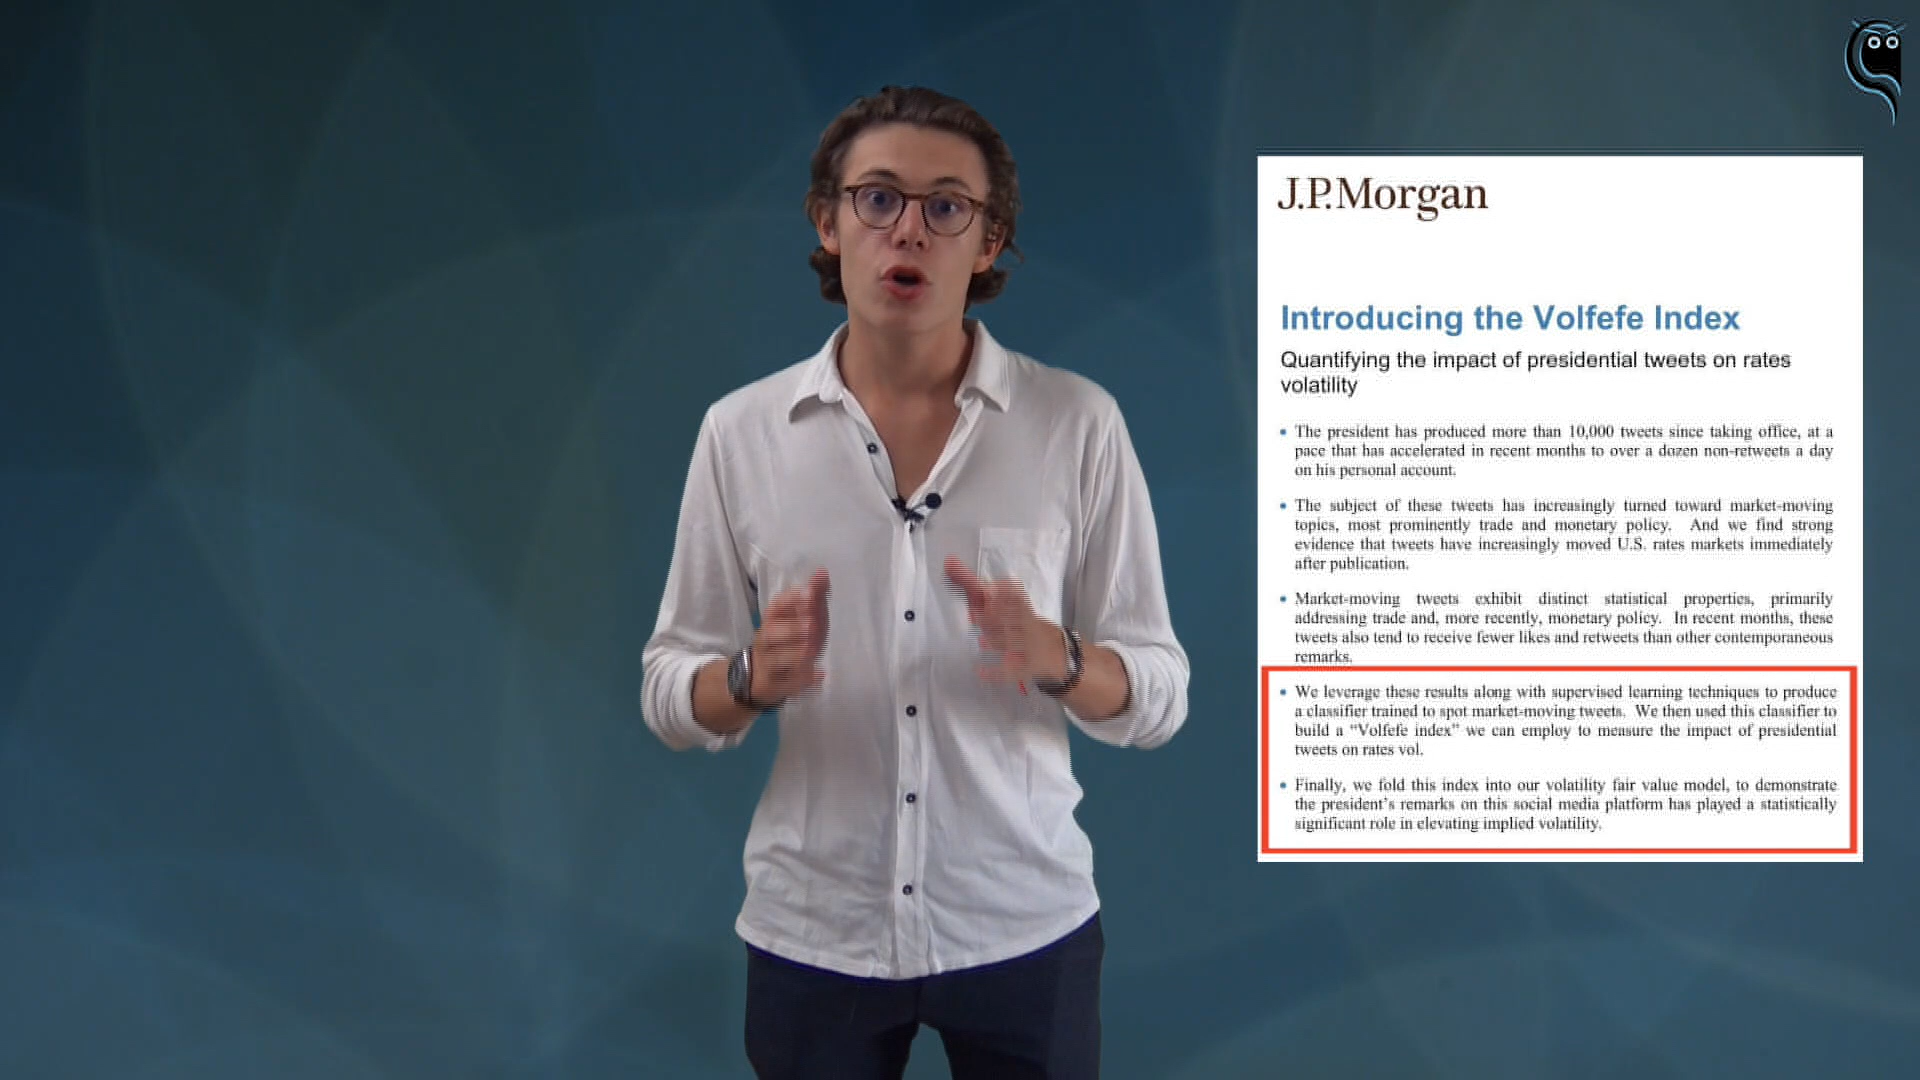 J.P.Morgan
Introducing the Volfefe Index
Quantifying the impact of presidential tweets on rates
volatility
• The president has produced more than 10,000 tweets since taking office, at a
pace that has accelerated in recent months to over a dozen non-retweets a day
on his personal account.
• The subject of these tweets has increasingly turned toward market-moving
topics, most prominently trade and monetary policy. And we find strong
evidence that tweets have increasingly moved U.S. rates markets immediately
after publication.
• Market-moving tweets exhibit distinct statistical properties, primarily
addressing trade and, more recently, monetary policy. In recent months, these
tweets also tend to receive fewer likes and retweets than other contemporaneous
remarks.
• We leverage these results along with supervised learning techniques to produce
a classifier trained to spot market-moving tweets. We then used this classifier to
build a “Volfefe index” we can employ to measure the impact of presidential
tweets on rates vol.
• Finally, we fold this index into our volatility fair value model, to demonstrate
the president’s remarks on this social media platform has played a statistically
significant role in elevating implied volatility.